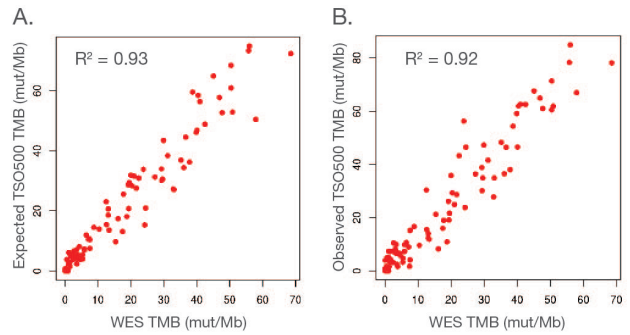 A.
R² = 0.93
Expected TSO500 TMB (mut/Mb)
60
40
20
0
0 10 20 30 40 50 60 70
WES TMB (mut/Mb)
B.
R² = 0.92
Observed TSO500 TMB (mut/Mb)
80
60
40
20
0
0 10 20 30 40 50 60 70
WES TMB (mut/Mb)